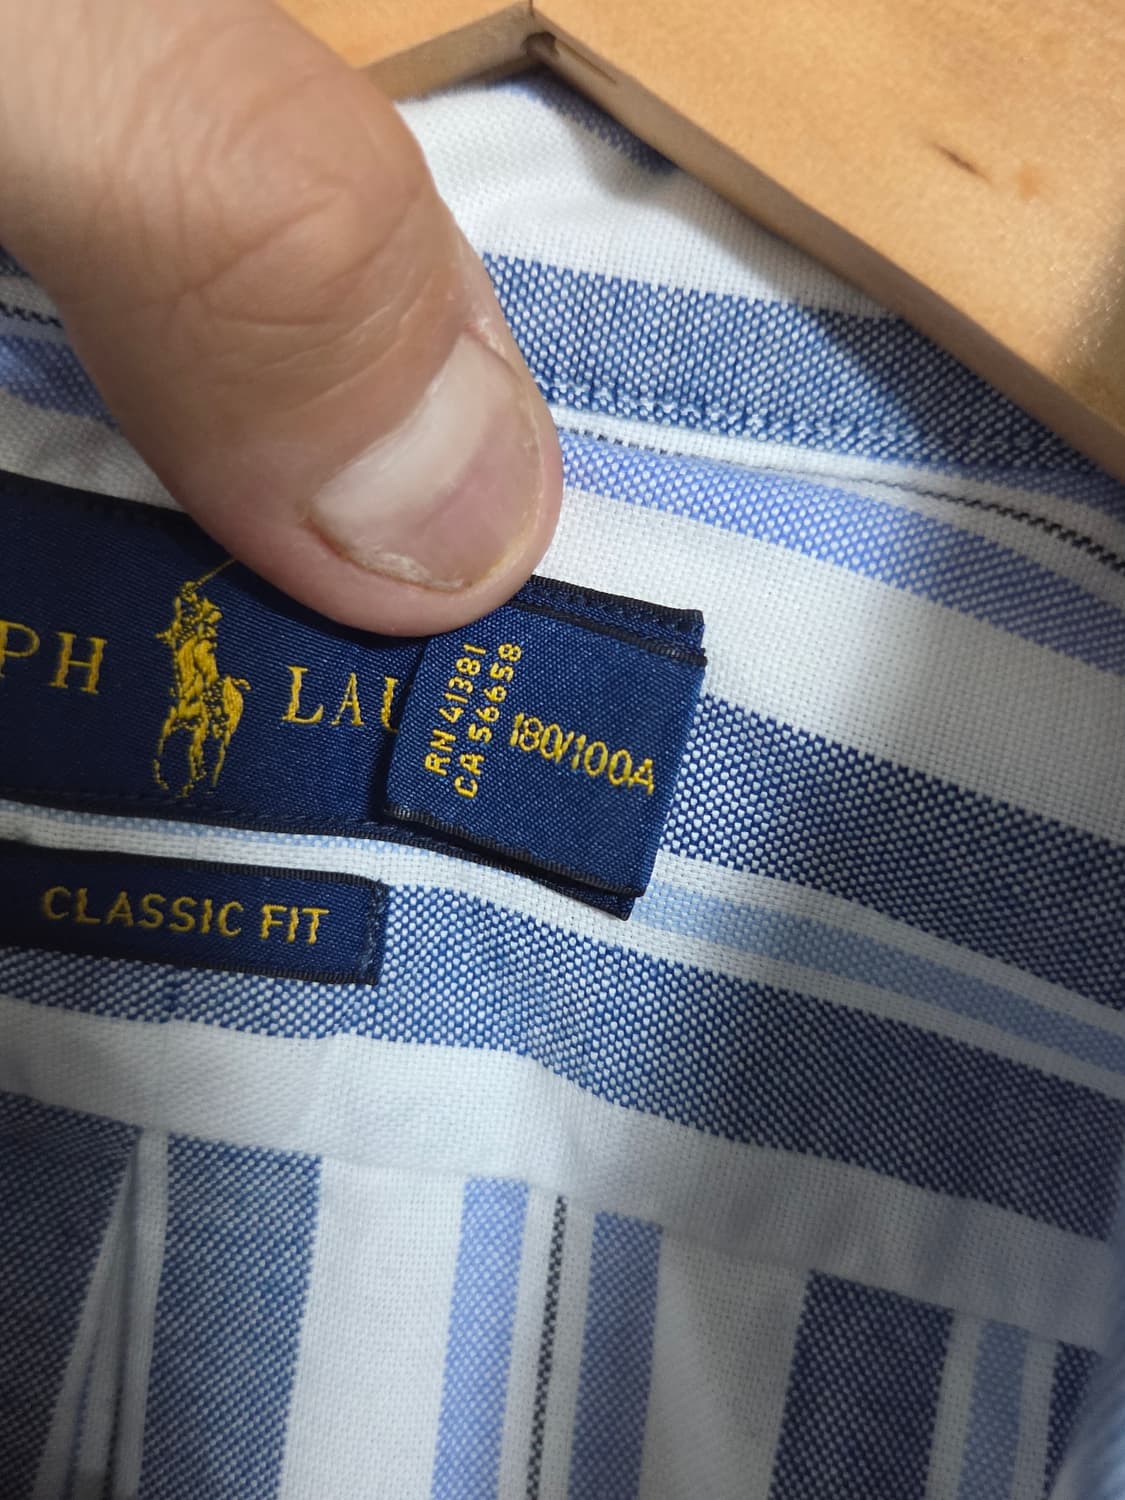 PH LAU
RN 41381
CA 56658
180/100A
CLASSIC FIT